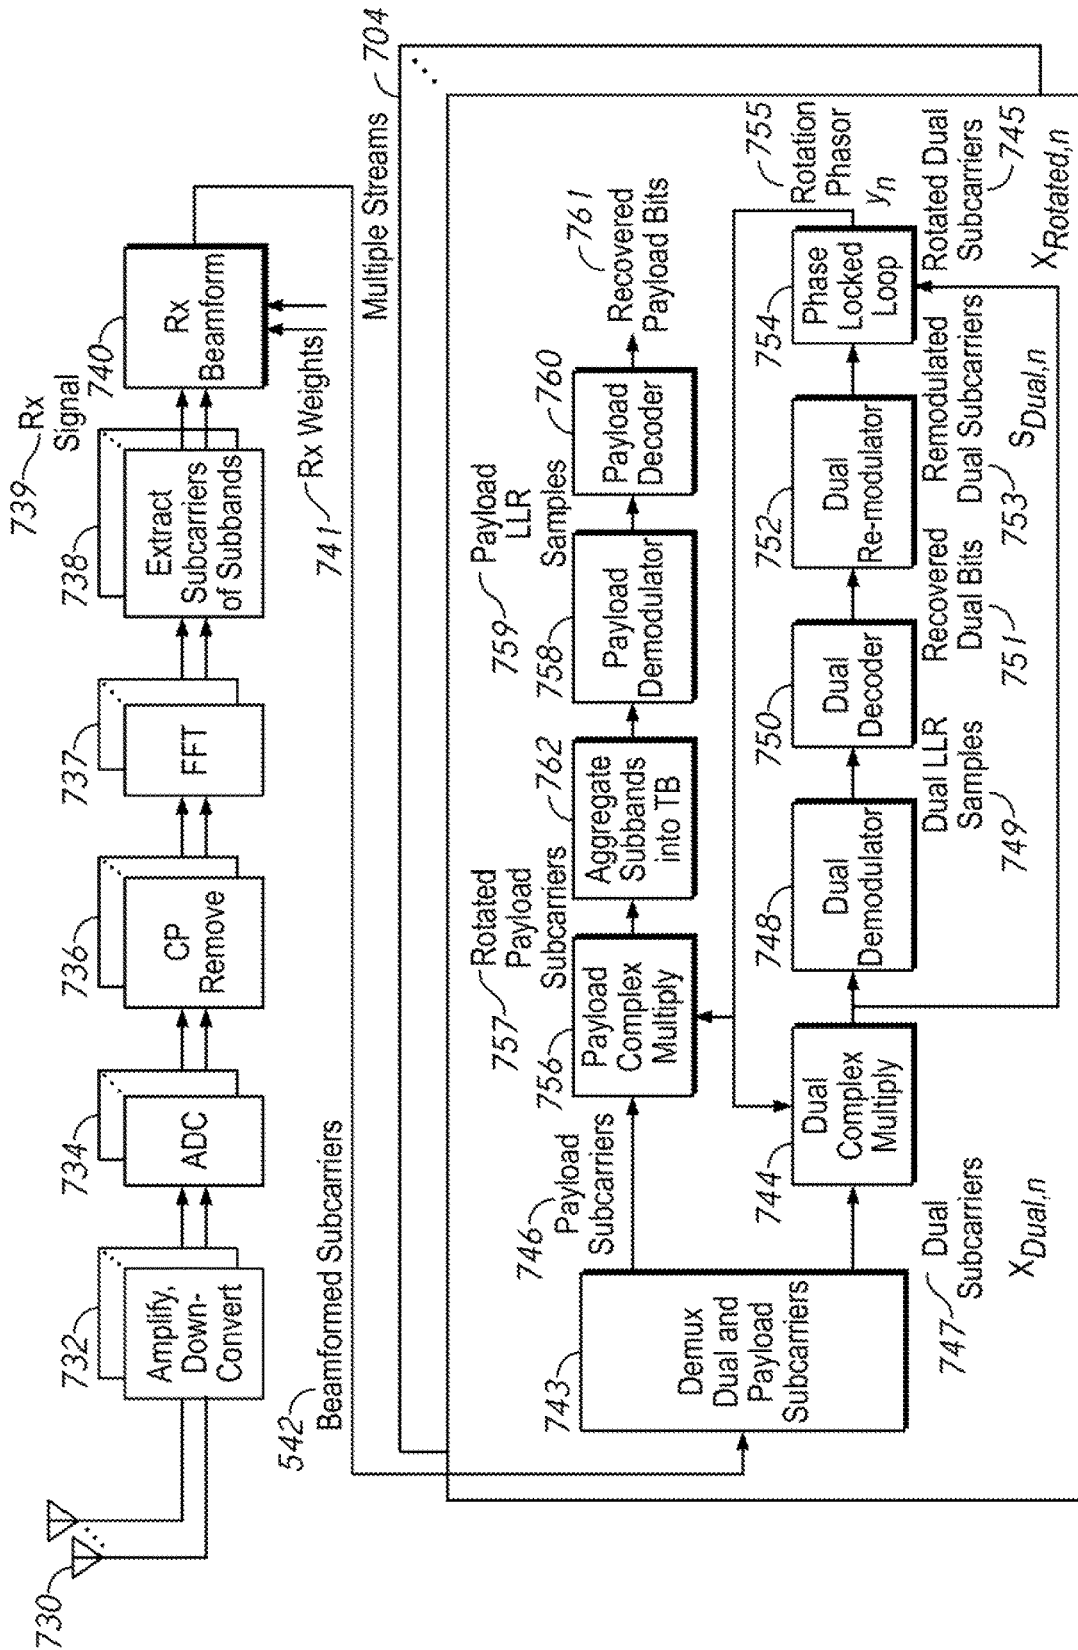 730
732
Amplify,
Down-
Convert
734
ADC
736
CP
Remove
737
FFT
738
Extract
Subcarriers
of Subbands
739
Rx
Signal
740
Rx
Beamform
741
Rx Weights
542
Beamformed Subcarriers
Multiple Streams
704
743
Demux
Dual and
Payload
Subcarriers
746
Payload
Subcarriers
756
Payload
Complex
Multiply
757
Rotated
Payload
Subcarriers
762
Aggregate
Subbands
into TB
758
Payload
Demodulator
759
Payload
LLR
Samples
760
Payload
Decoder
761
Recovered
Payload Bits
747
Dual
Subcarriers
XDual,n
744
Dual
Complex
Multiply
748
Dual
Demodulator
Dual LLR
Samples
749
750
Dual
Decoder
Recovered
Dual Bits
751
752
Dual
Re-modulator
Remodulated
Dual Subcarriers
753
SDual,n
754
Phase
Locked
Loop
755
Rotation
Phasor
yn
Rotated Dual
Subcarriers
745
XRotated,n